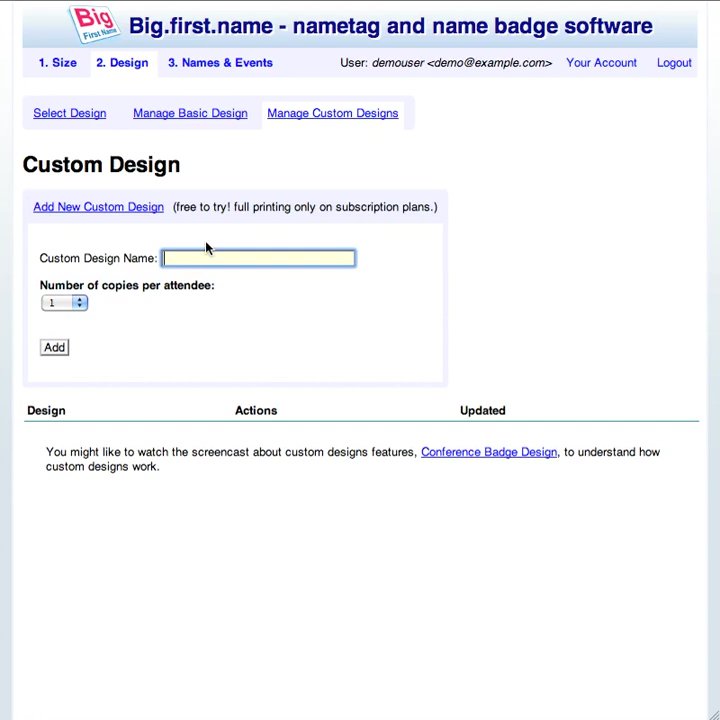 Big
First Name
Big.first.name - nametag and name badge software
1. Size 2. Design 3. Names & Events User: demouser <demo@example.com> Your Account Logout
Select Design Manage Basic Design Manage Custom Designs
Custom Design
Add New Custom Design (free to try! full printing only on subscription plans.)
Custom Design Name:
Number of copies per attendee:
1
Add
Design Actions Updated
You might like to watch the screencast about custom designs features, Conference Badge Design, to understand how
custom designs work.